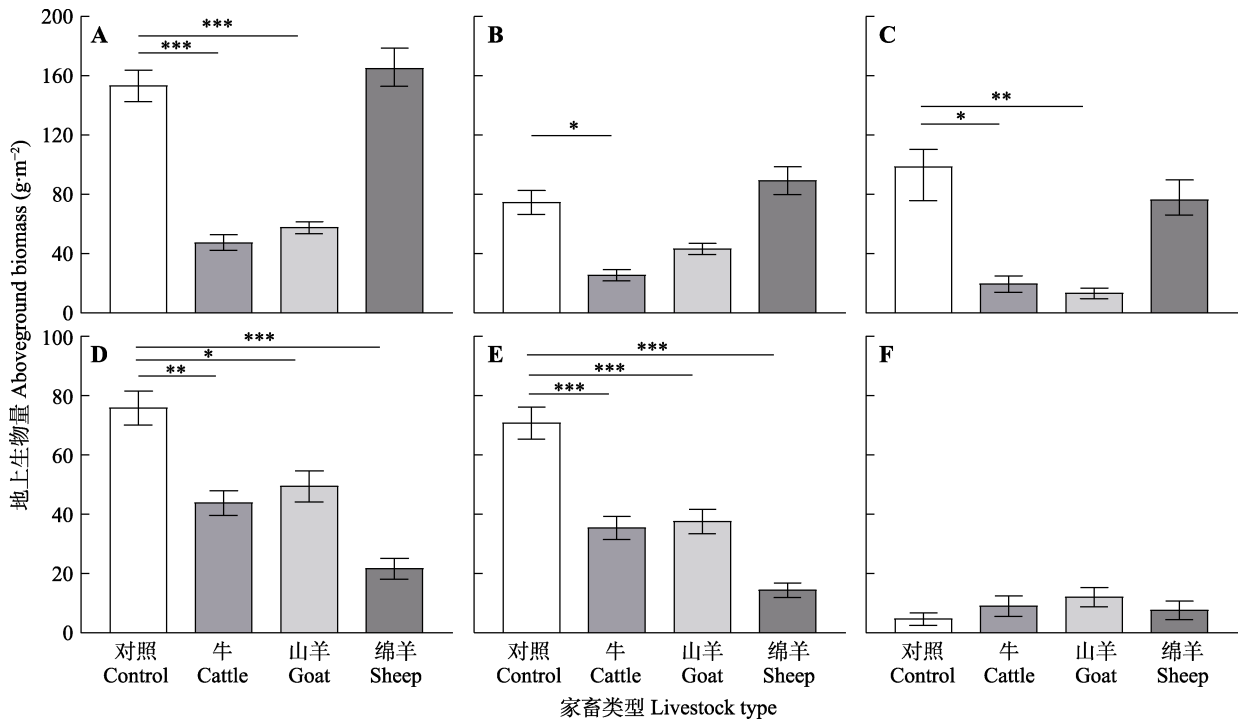 地上生物量 Aboveground biomass (g·m⁻²)
A
***
***
200
160
120
80
40
0
B
*
C
**
*
D
***
*
**
100
80
60
40
20
0
E
***
***
***
F
对照 牛 山羊 绵羊
Control Cattle Goat Sheep
对照 牛 山羊 绵羊
Control Cattle Goat Sheep
对照 牛 山羊 绵羊
Control Cattle Goat Sheep
家畜类型 Livestock type